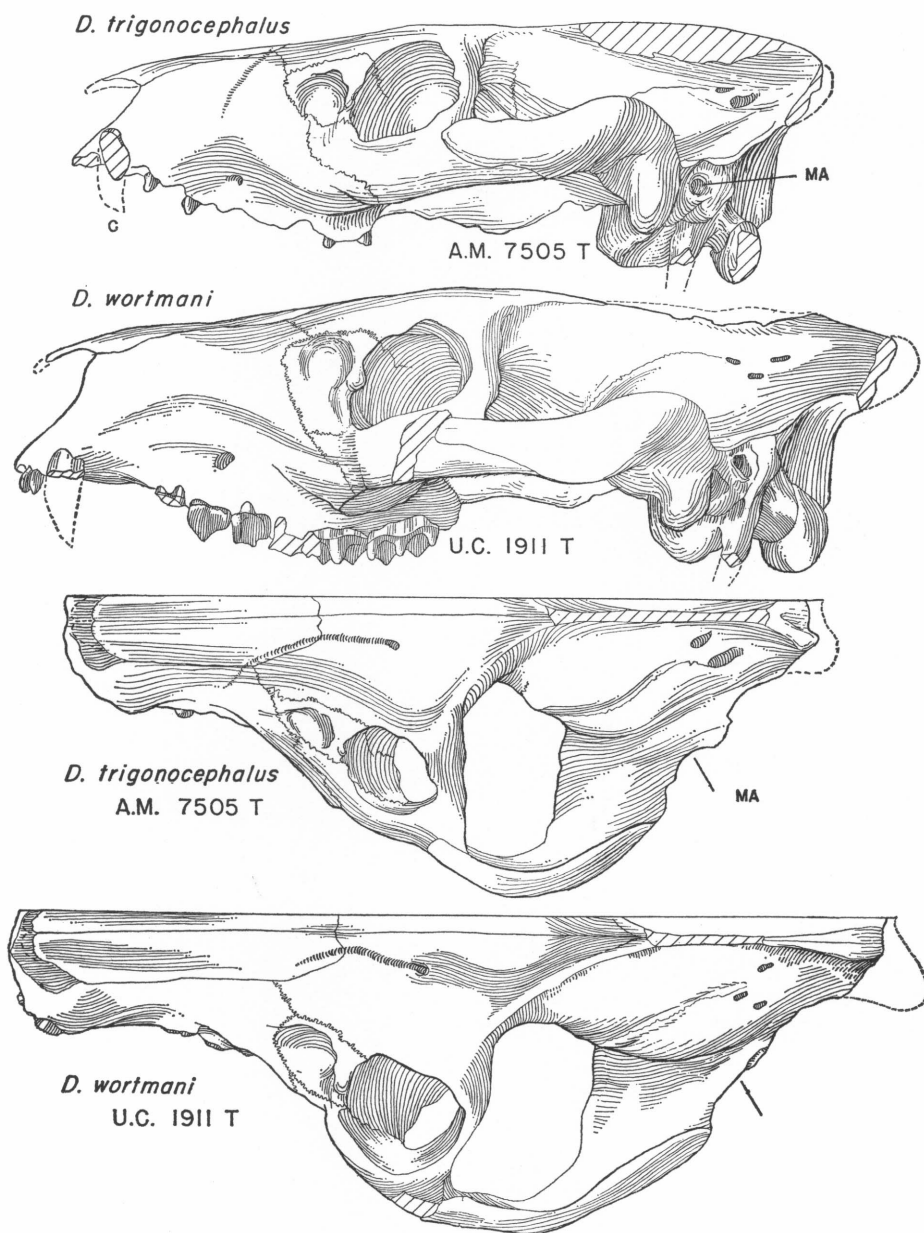 D. trigonocephalus
MA
C
A.M. 7505 T
D. wortmani
U.C. 1911 T
D. trigonocephalus
A.M. 7505 T
MA
D. wortmani
U.C. 1911 T